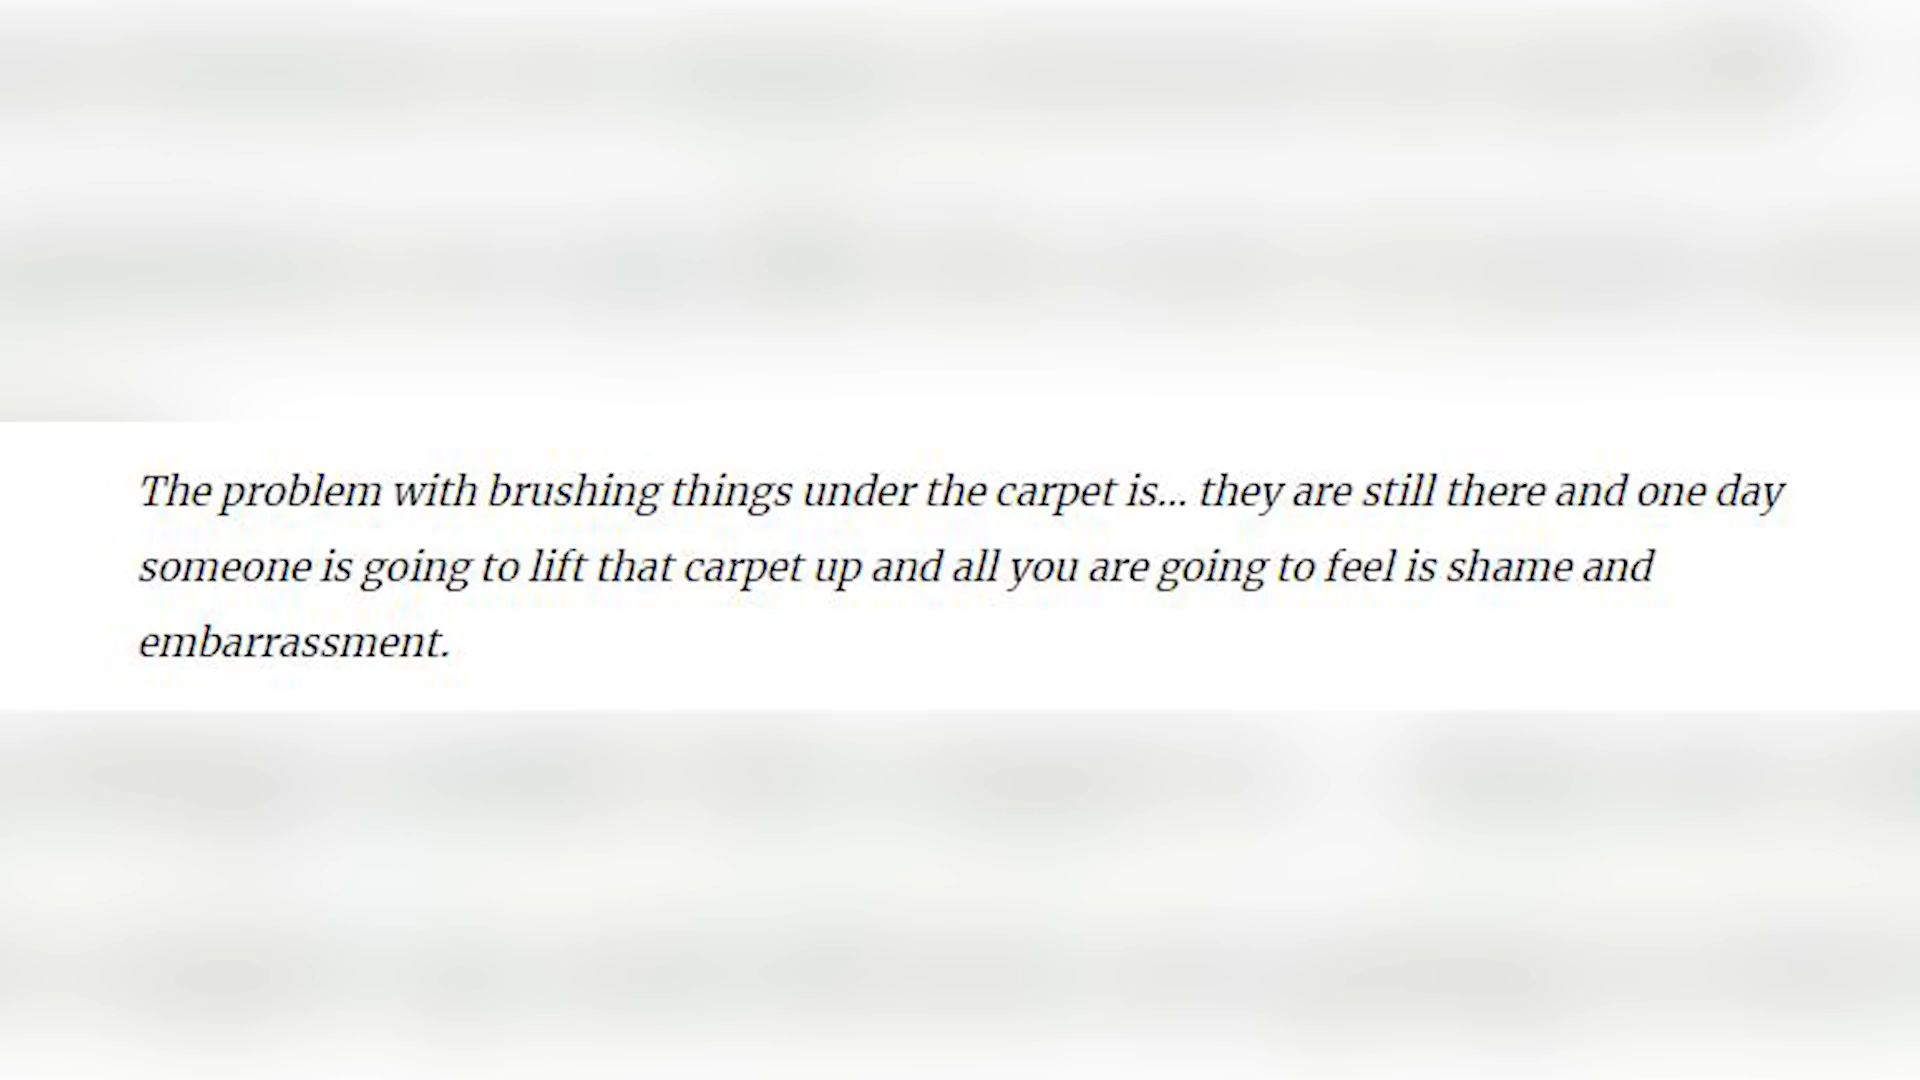 The problem with brushing things under the carpet is... they are still there and one day
someone is going to lift that carpet up and all you are going to feel is shame and
embarrassment.